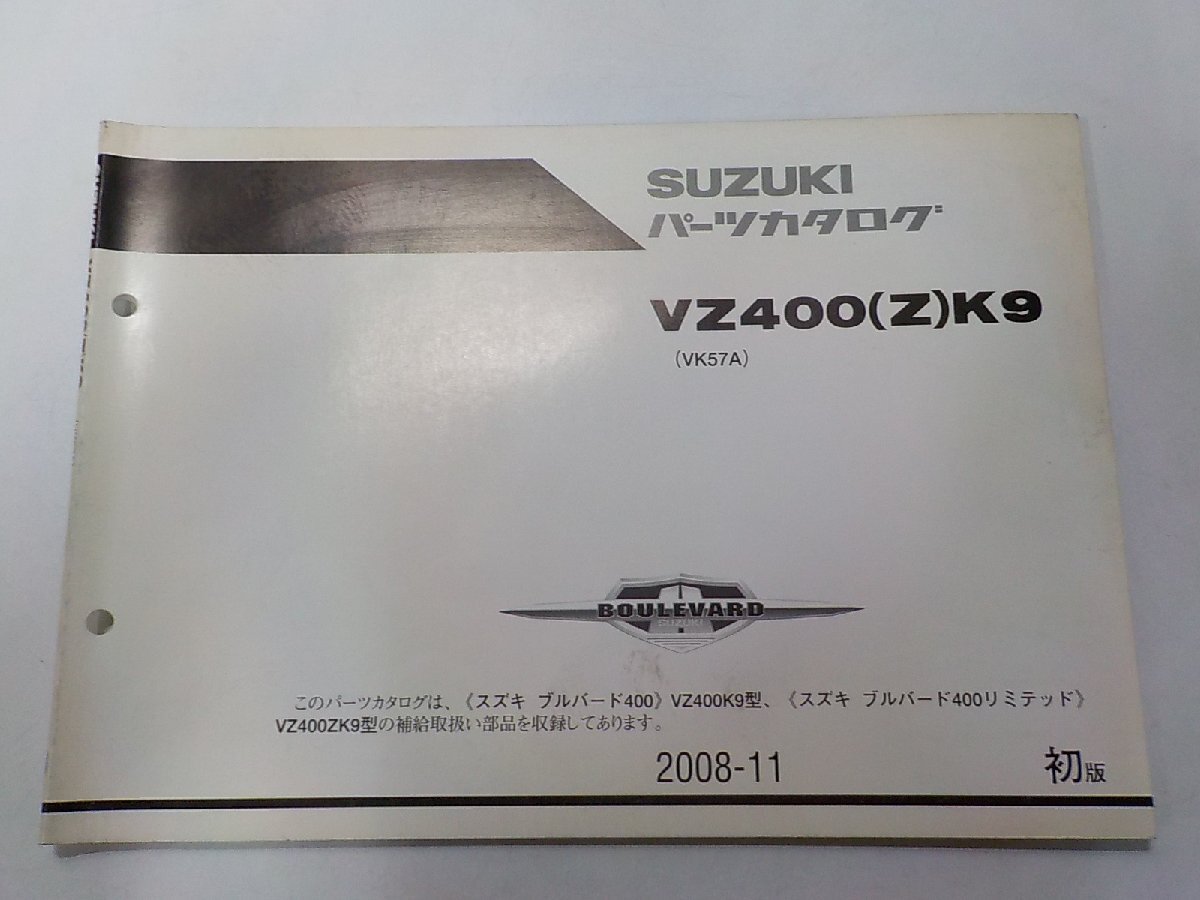 SUZUKI
パーツカタログ
VZ400(Z)K9
(VK57A)
BOULEVARD
SUZUKI
このパーツカタログは、《スズキ ブルバード400》VZ400K9型、《スズキ ブルバード400リミテッド》
VZ400ZK9型の補給取扱い部品を収録してあります。
2008-11 初版